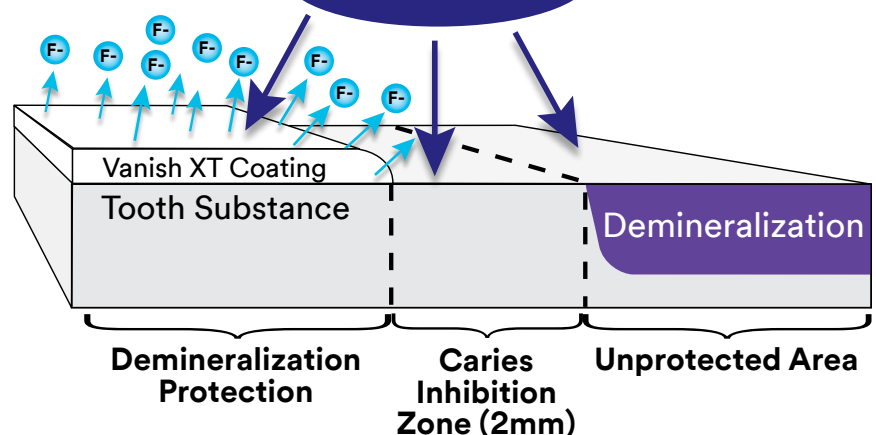 F-
F-
F-
F-
F-
F-
F-
F-
F-
Vanish XT Coating
Tooth Substance
Demineralization
Demineralization
Protection
Caries
Inhibition
Zone (2mm)
Unprotected Area